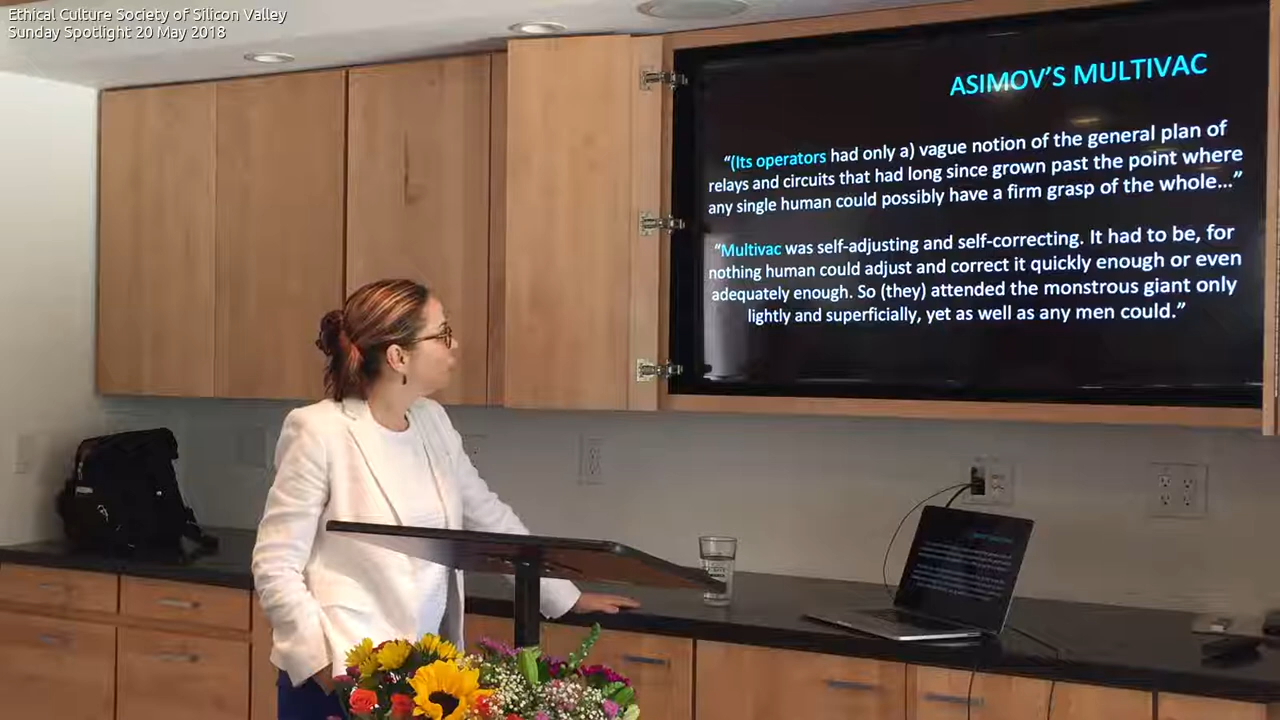 Ethical Culture Society of Silicon Valley
Sunday Spotlight 20 May 2018
ASIMOV'S MULTIVAC
“(Its operators had only a) vague notion of the general plan of
relays and circuits that had long since grown past the point where
any single human could possibly have a firm grasp of the whole...”
“Multivac was self-adjusting and self-correcting. It had to be, for
nothing human could adjust and correct it quickly enough or even
adequately enough. So (they) attended the monstrous giant only
lightly and superficially, yet as well as any men could.”